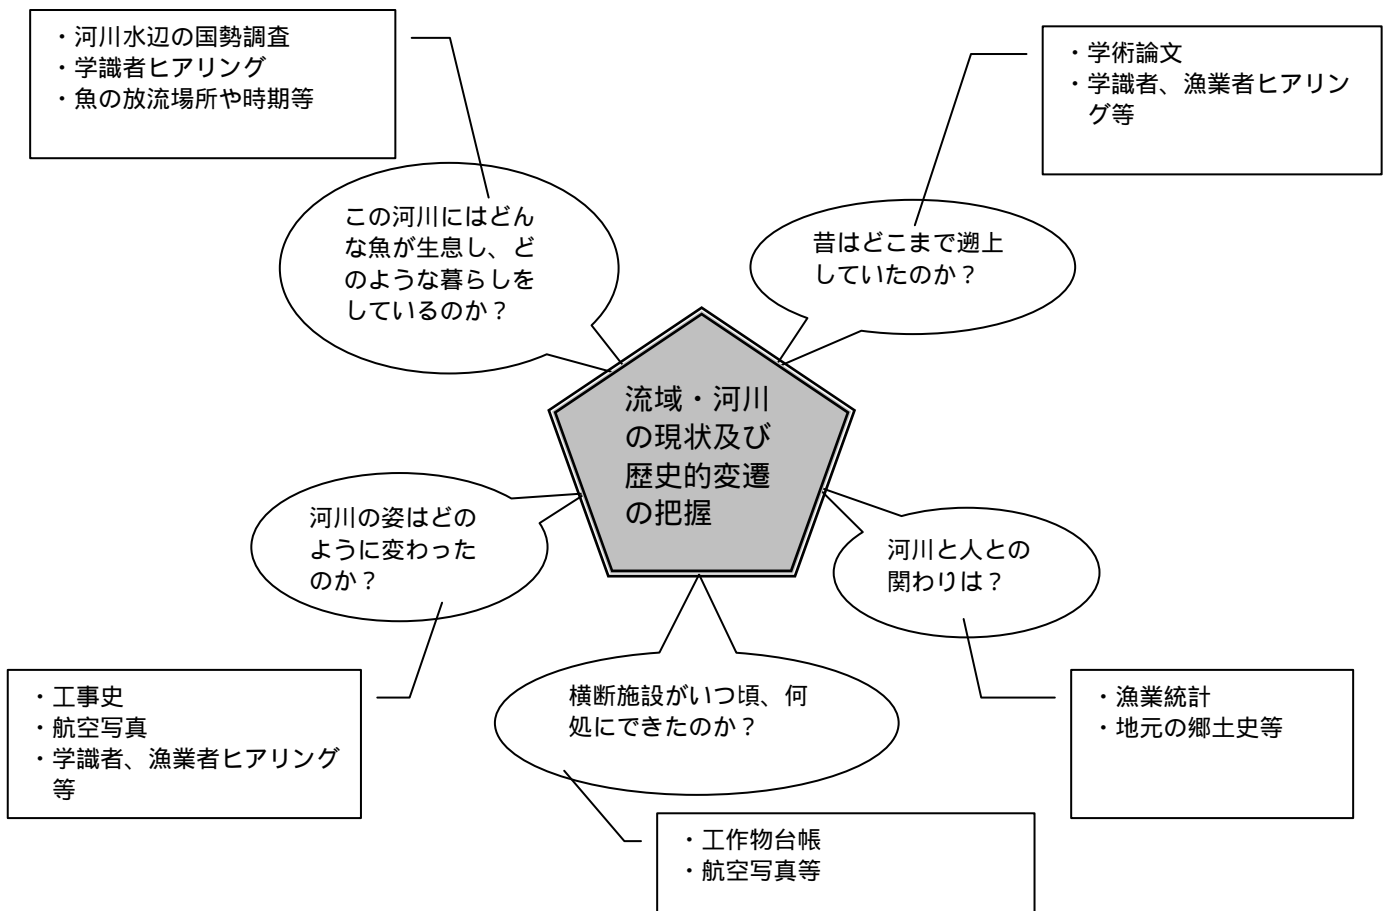 ・河川水辺の国勢調査
・学識者ヒアリング
・魚の放流場所や時期等
・学術論文
・学識者、漁業者ヒアリン
グ等
この河川にはどん
な魚が生息し、ど
のような暮らしを
しているのか？
昔はどこまで遡上
していたのか？
流域・河川
の現状及び
歴史的変遷
の把握
河川の姿はどの
ように変わった
のか？
河川と人との
関わりは？
横断施設がいつ頃、何
処にできたのか？
・工事史
・航空写真
・学識者、漁業者ヒアリング
等
・漁業統計
・地元の郷土史等
・工作物台帳
・航空写真等